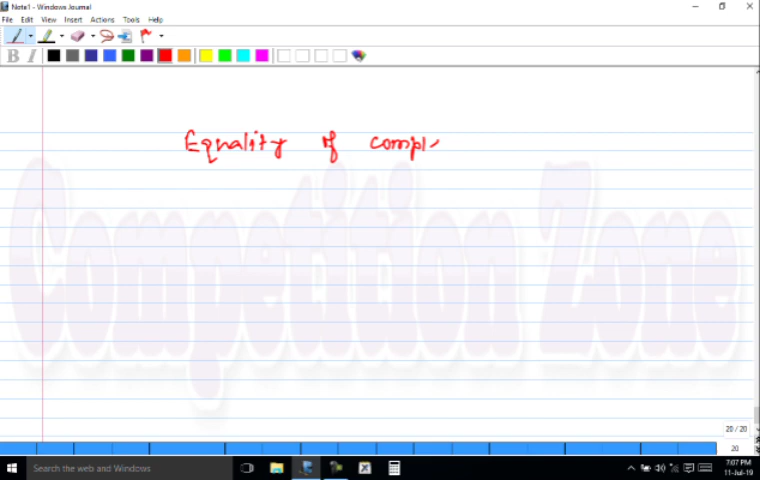 Note1 - Windows Journal
File Edit View Insert Actions Tools Help
B I
Equality of compl
Competition Zone
20 / 20
20
Search the web and Windows
7:07 PM
11-Jul-19